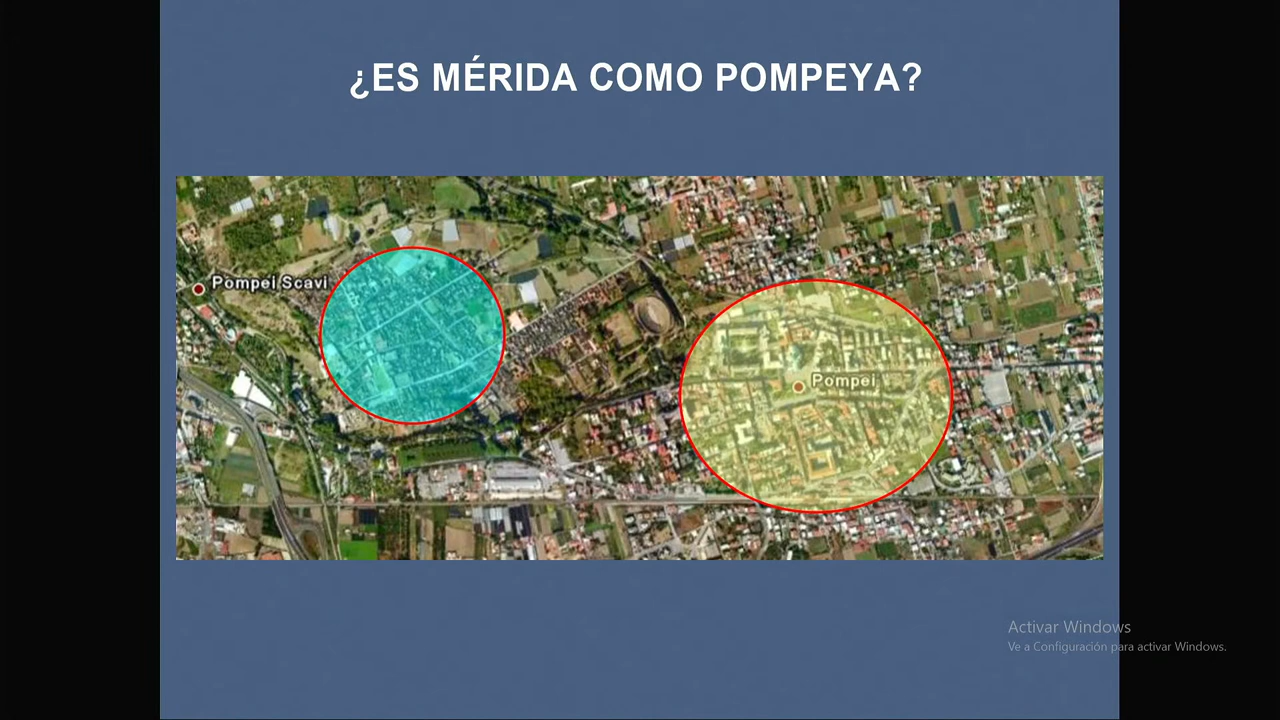 ¿ES MÉRIDA COMO POMPEYA?
Pompei Scavi
Pompei
Activar Windows
Ve a Configuración para activar Windows.